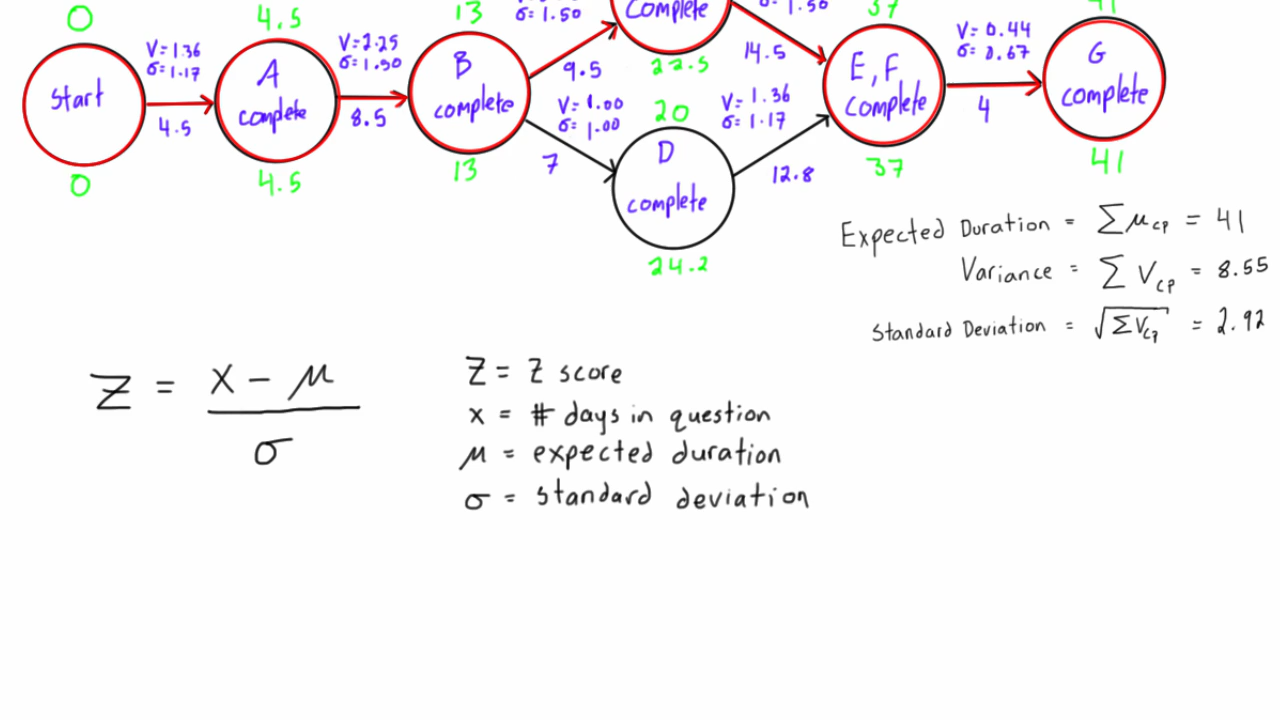 0
4.5
13
σ: 1.50
σ: 1.50
37
41
Start
V=1.36
σ=1.17
4.5
A
complete
V=2.25
σ=1.50
8.5
B
complete
9.5
Complete
22.5
14.5
E, F
complete
V= 0.44
σ= 0.67
4
G
complete
V= 1.00
σ= 1.00
7
20
D
complete
V= 1.36
σ= 1.17
12.8
0
4.5
13
24.2
37
41
Expected Duration = Σμcp = 41
Variance = Σ Vcp = 8.55
Standard Deviation = √ΣVcp = 2.92
Z = x − μ
σ
Z = Z score
x = # days in question
μ = expected duration
σ = standard deviation